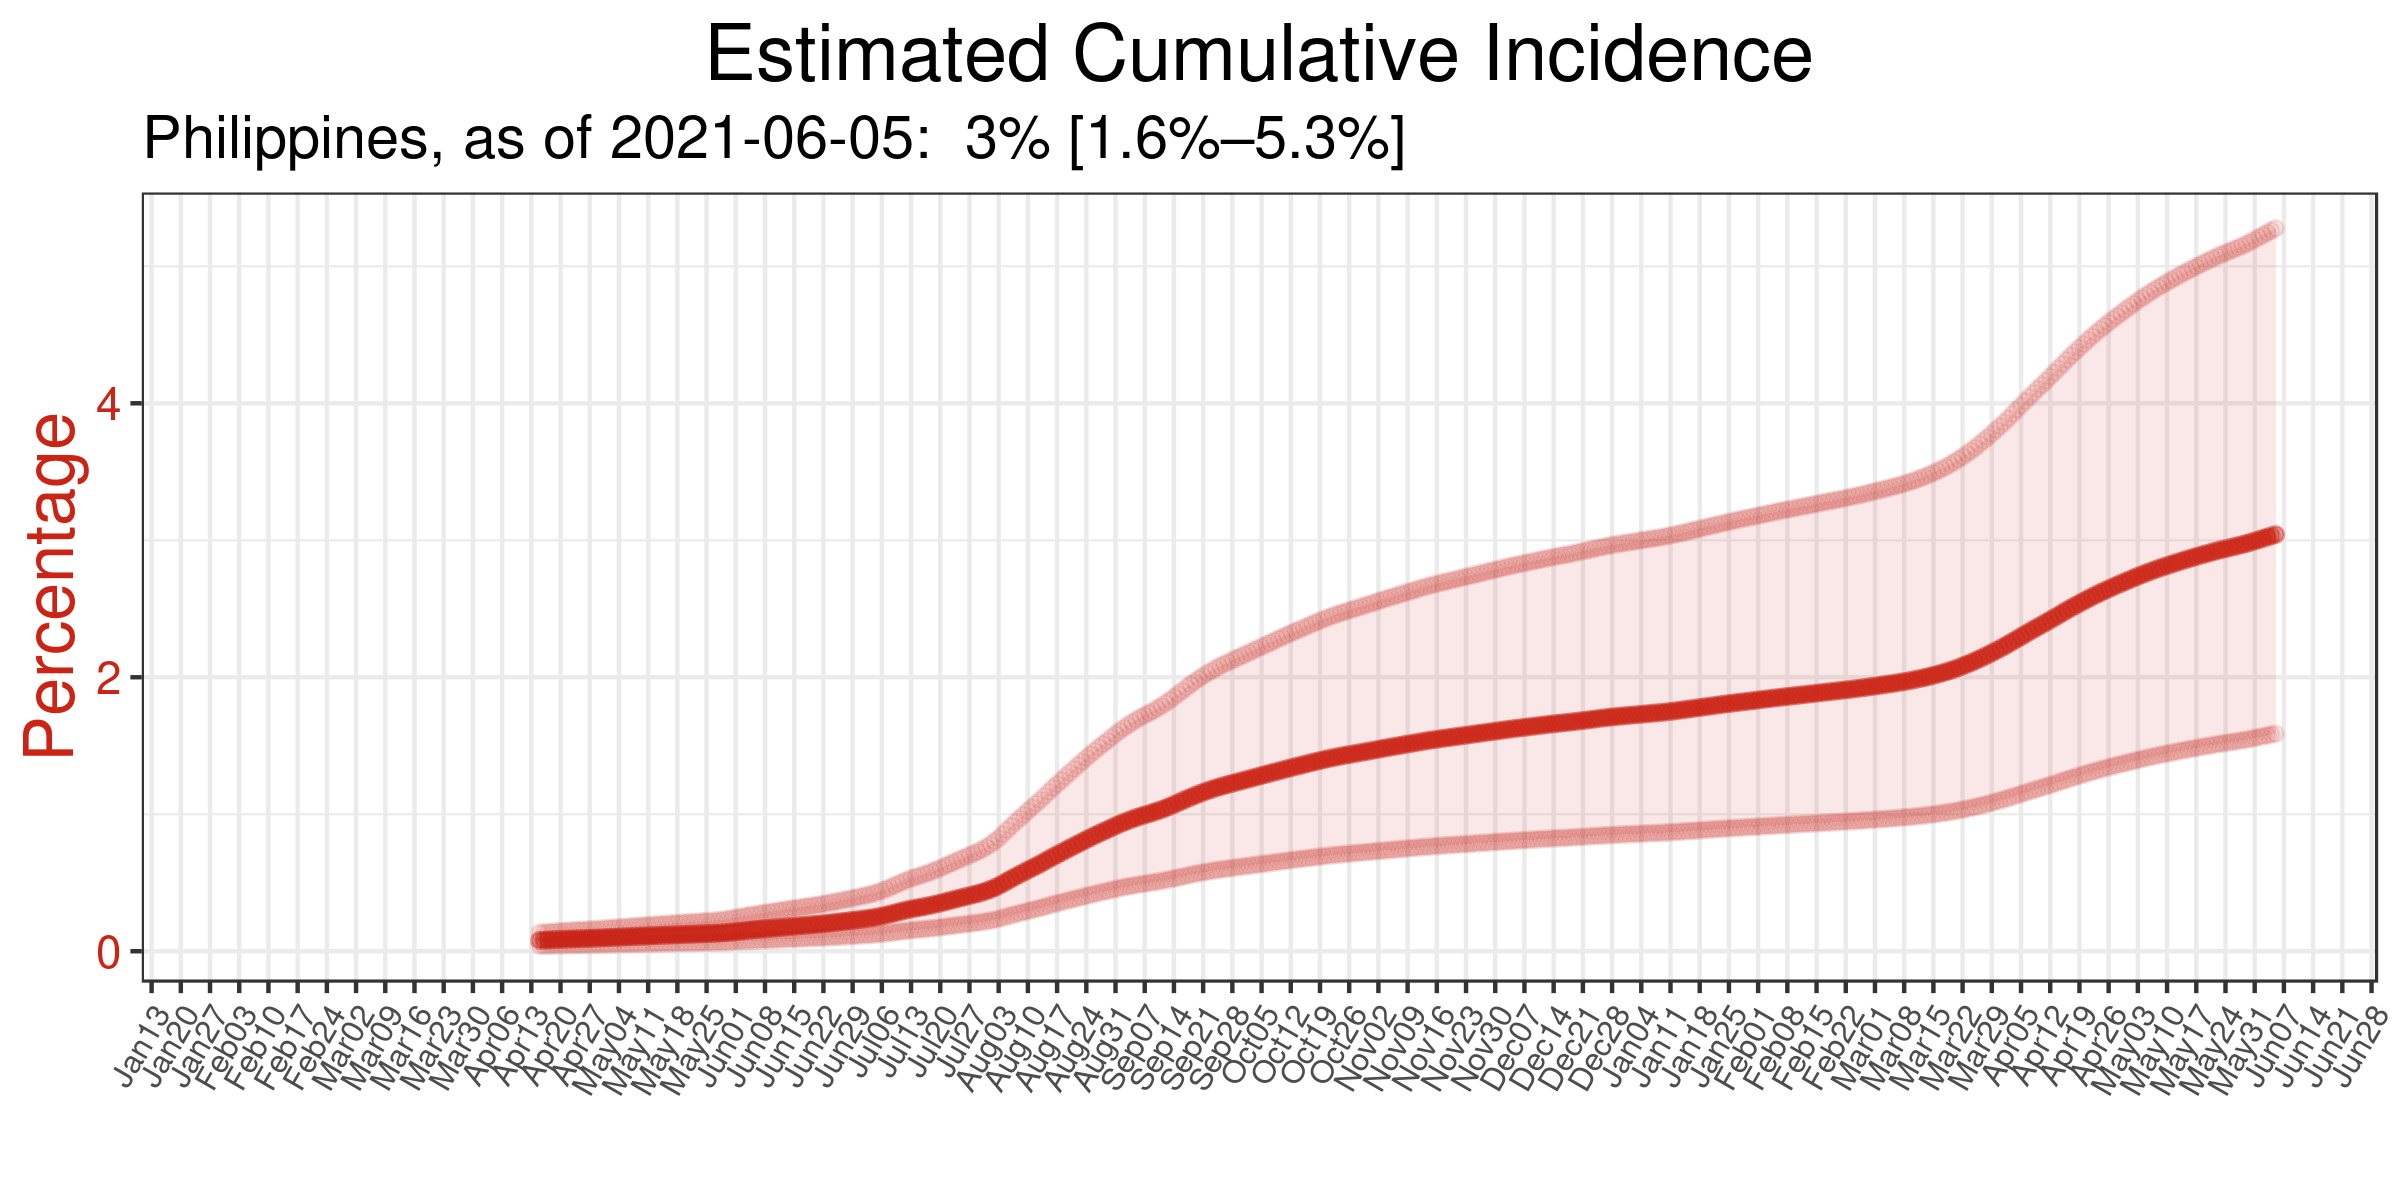 Estimated Cumulative Incidence
Philippines, as of 2021-06-05:  3% [1.6%–5.3%]
Percentage
4
2
0
Jan13
Jan20
Jan27
Feb03
Feb10
Feb17
Feb24
Mar02
Mar09
Mar16
Mar23
Mar30
Apr06
Apr13
Apr20
Apr27
May04
May11
May18
May25
Jun01
Jun08
Jun15
Jun22
Jun29
Jul06
Jul13
Jul20
Jul27
Aug03
Aug10
Aug17
Aug24
Aug31
Sep07
Sep14
Sep21
Sep28
Oct05
Oct12
Oct19
Oct26
Nov02
Nov09
Nov16
Nov23
Nov30
Dec07
Dec14
Dec21
Dec28
Jan04
Jan11
Jan18
Jan25
Feb01
Feb08
Feb15
Feb22
Mar01
Mar08
Mar15
Mar22
Mar29
Apr05
Apr12
Apr19
Apr26
May03
May10
May17
May24
May31
Jun07
Jun14
Jun21
Jun28